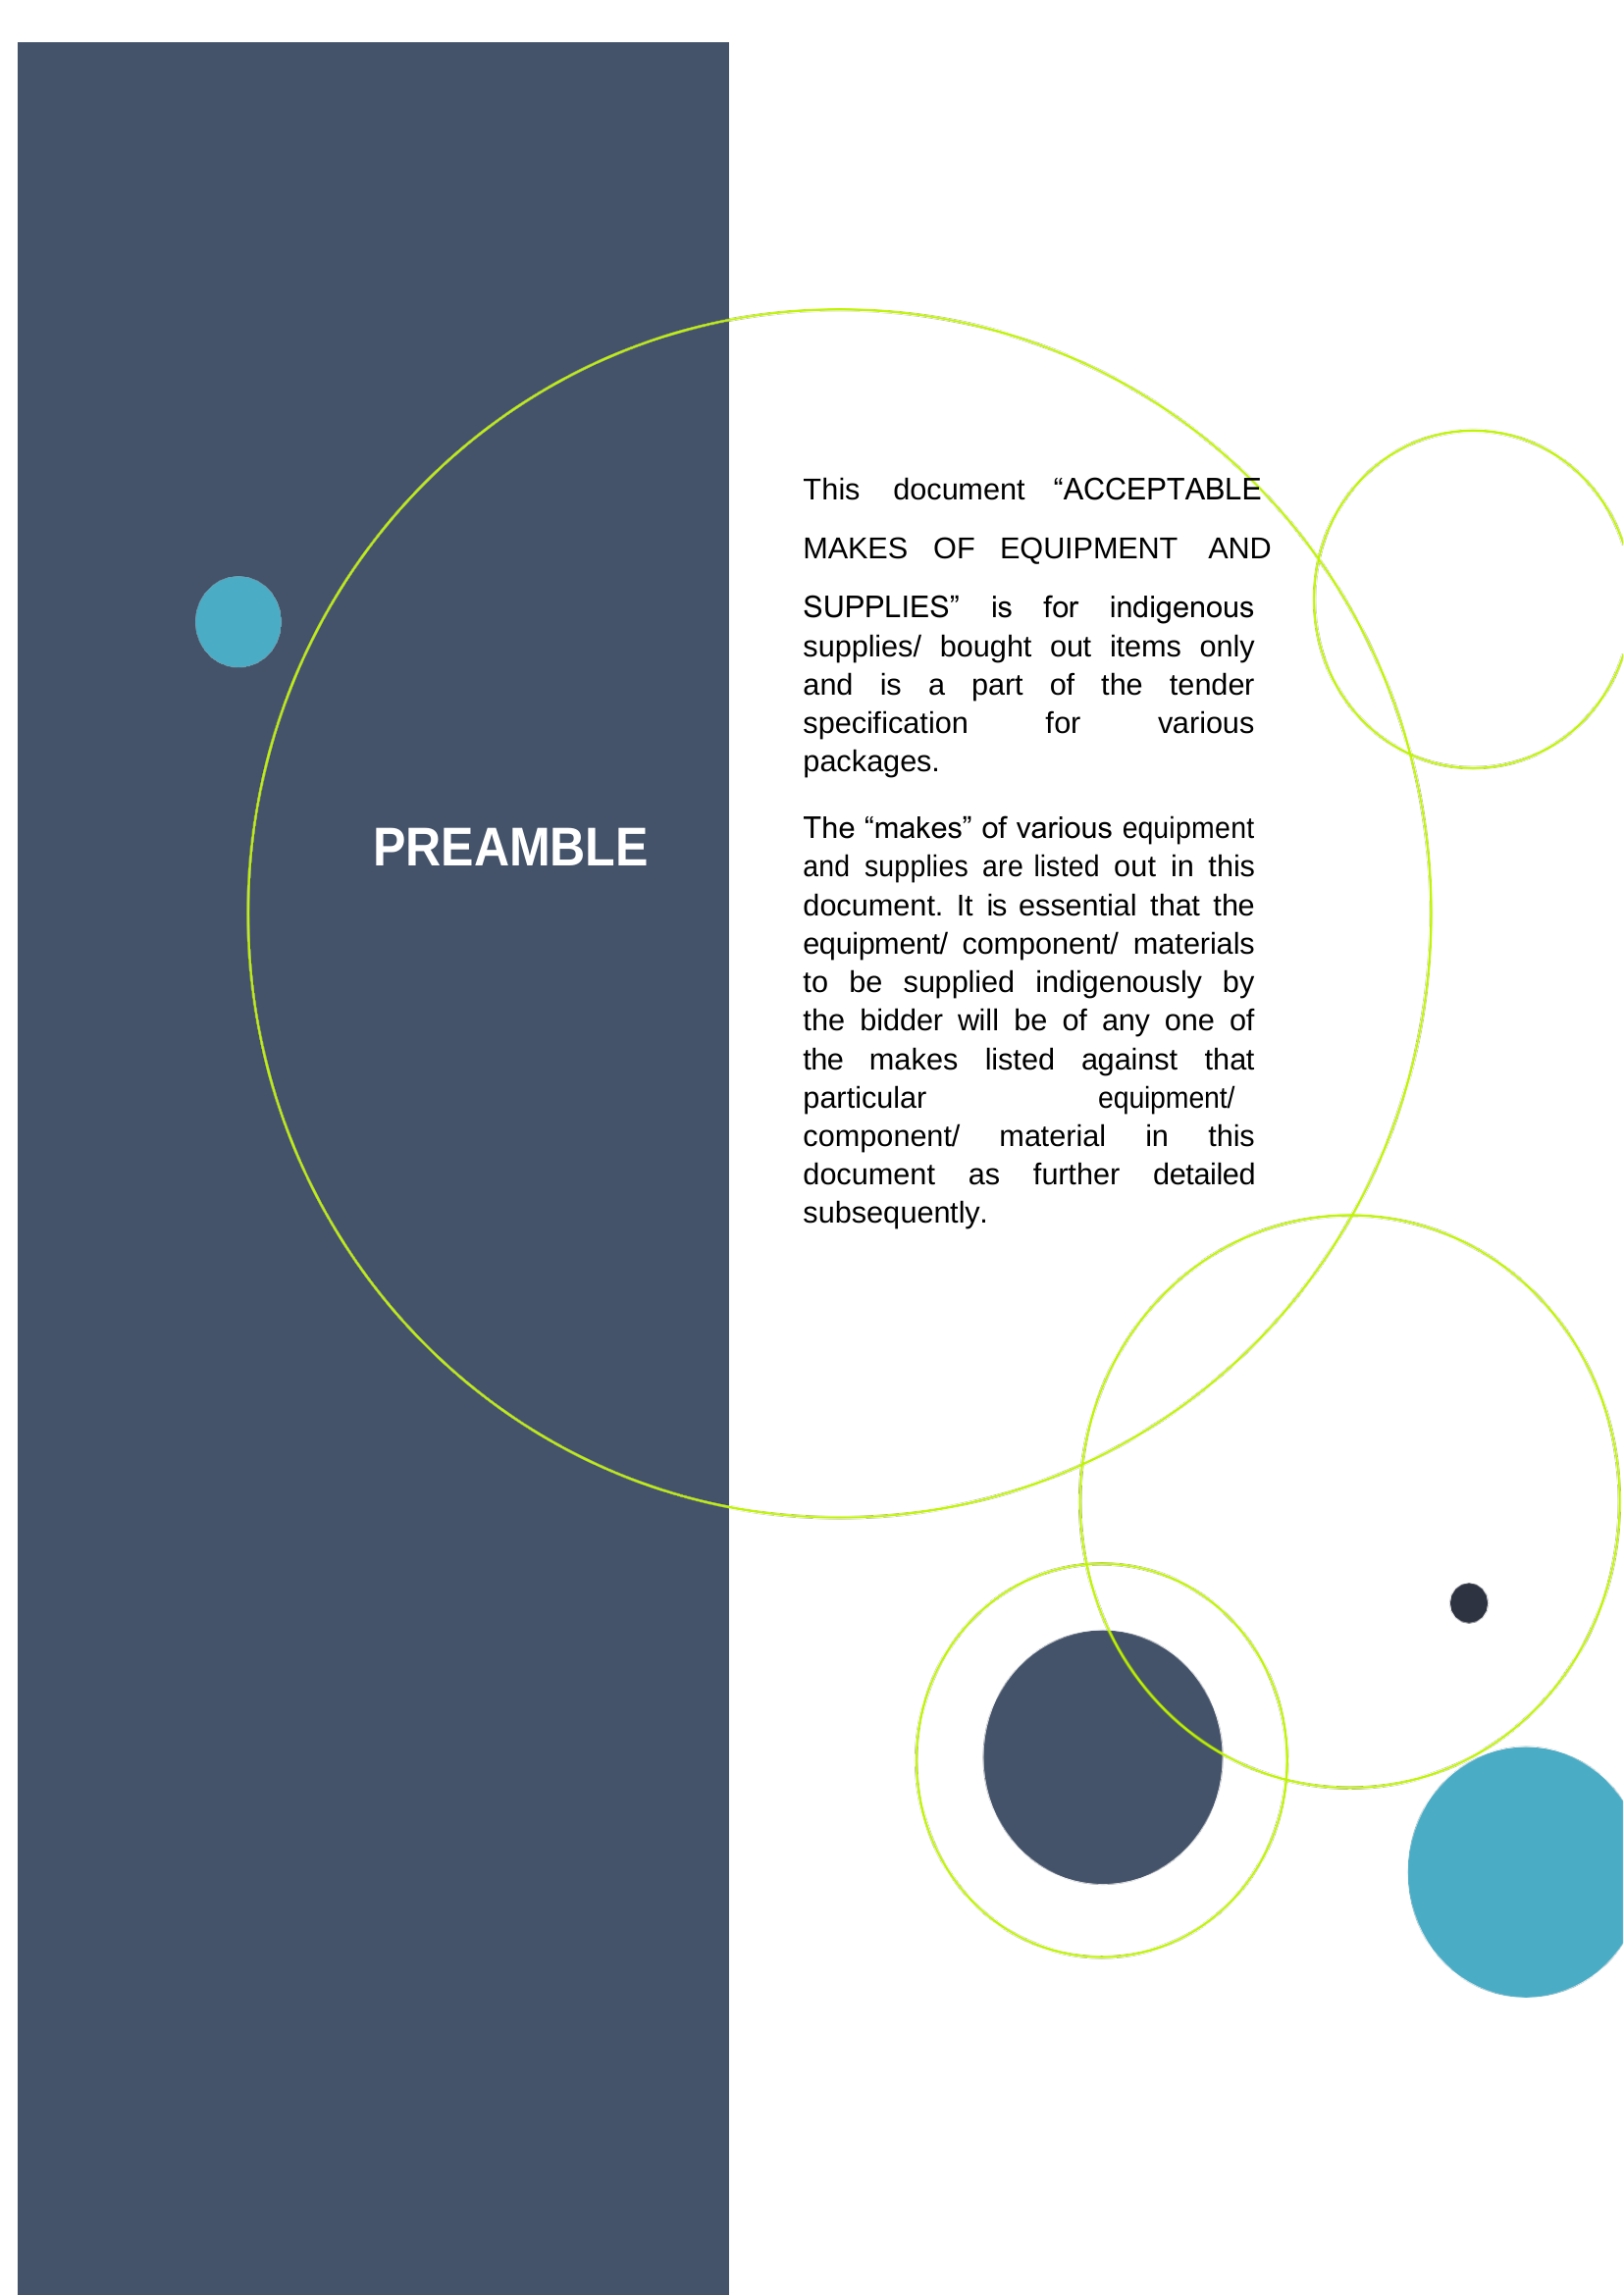 PREAMBLE
This document “ACCEPTABLE
MAKES OF EQUIPMENT AND
SUPPLIES” is for indigenous
supplies/ bought out items only
and is a part of the tender
specification for various
packages.
The “makes” of various equipment
and supplies are listed out in this
document. It is essential that the
equipment/ component/ materials
to be supplied indigenously by
the bidder will be of any one of
the makes listed against that
particular equipment/
component/ material in this
document as further detailed
subsequently.